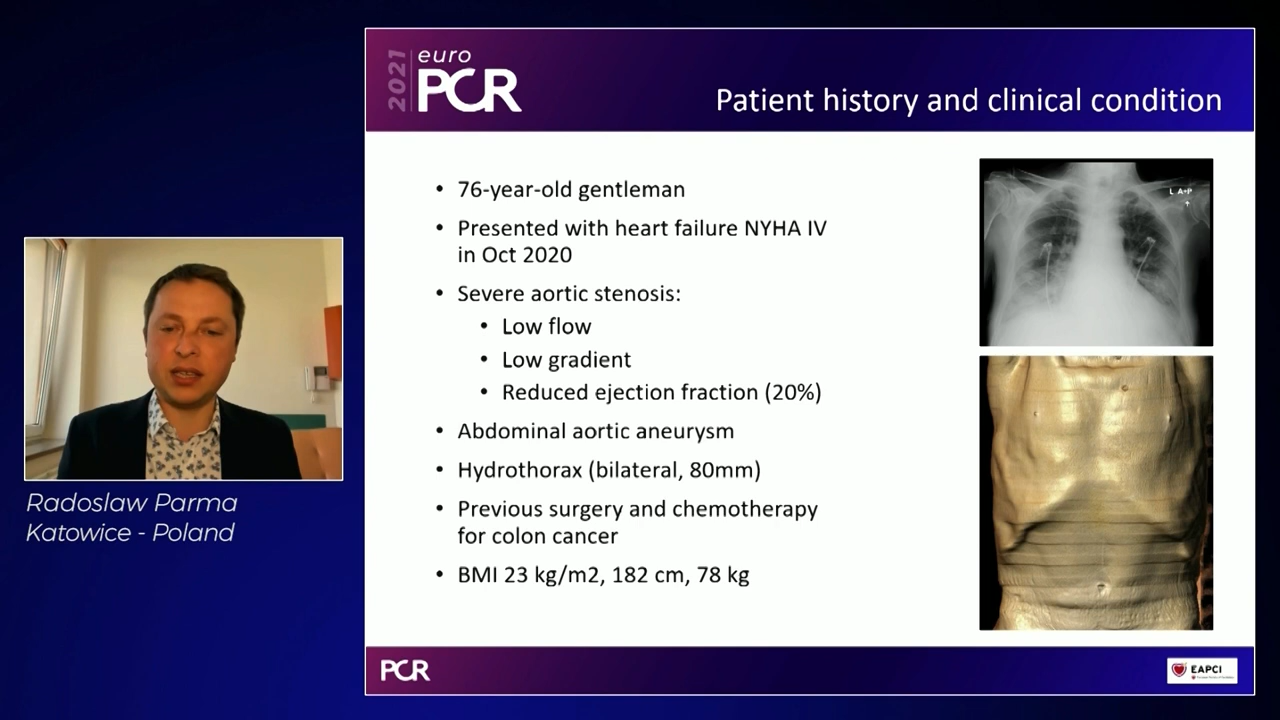 2021
euro
PCR
Patient history and clinical condition
• 76-year-old gentleman
• Presented with heart failure NYHA IV
in Oct 2020
• Severe aortic stenosis:
• Low flow
• Low gradient
• Reduced ejection fraction (20%)
• Abdominal aortic aneurysm
• Hydrothorax (bilateral, 80mm)
• Previous surgery and chemotherapy
for colon cancer
• BMI 23 kg/m2, 182 cm, 78 kg
L A+P
Radoslaw Parma
Katowice - Poland
PCR
EAPCI